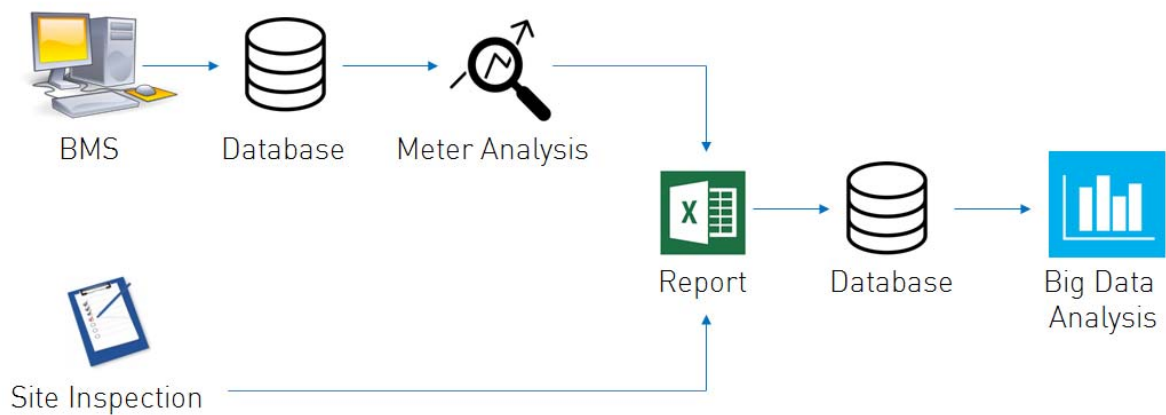 BMS
Database
Meter Analysis
X
Report
Database
Big Data
Analysis
Site Inspection